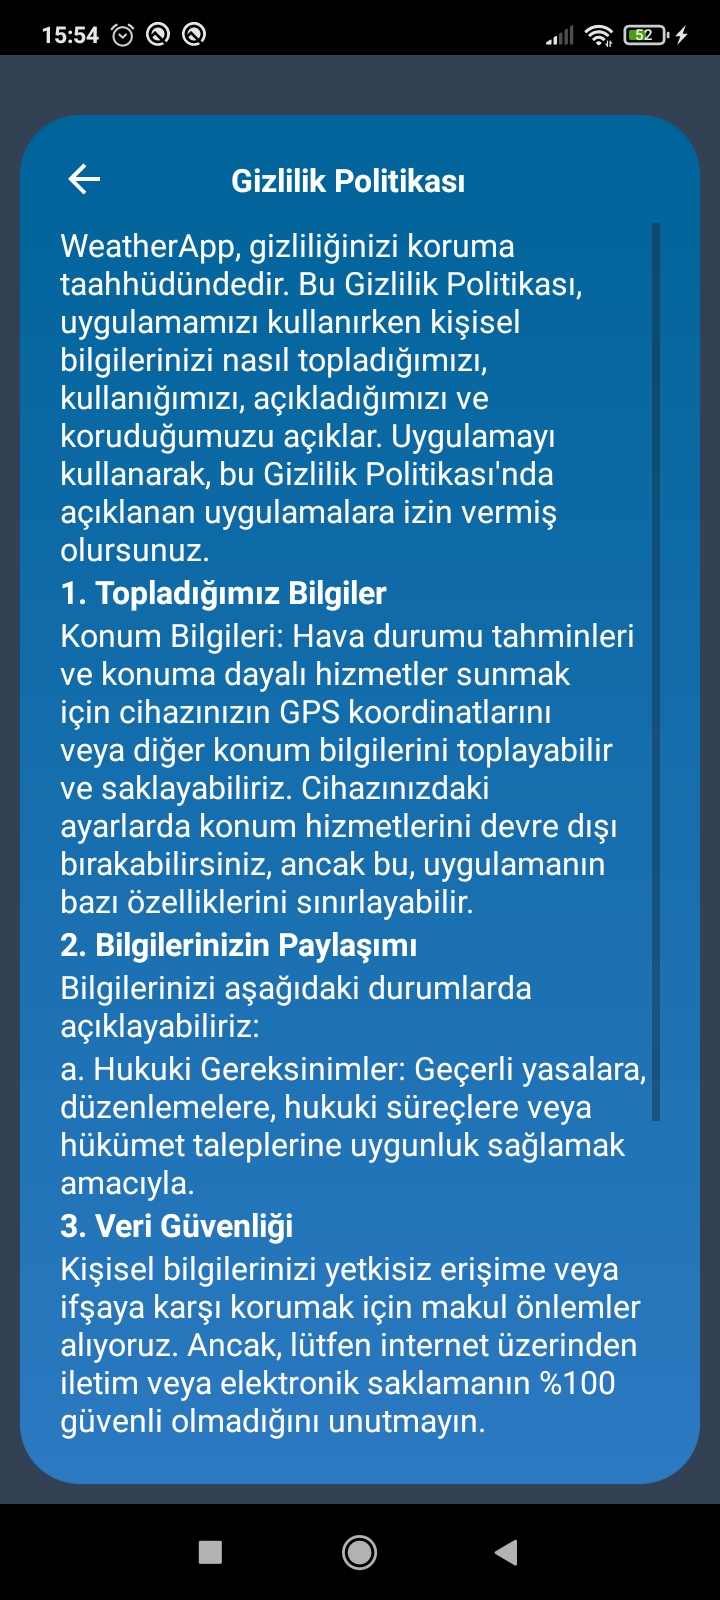 15:54
52
Gizlilik Politikası
WeatherApp, gizliliğinizi koruma
taahhüdündedir. Bu Gizlilik Politikası,
uygulamamızı kullanırken kişisel
bilgilerinizi nasıl topladığımızı,
kullanığımızı, açıkladığımızı ve
koruduğumuzu açıklar. Uygulamayı
kullanarak, bu Gizlilik Politikası'nda
açıklanan uygulamalara izin vermiş
olursunuz.
1. Topladığımız Bilgiler
Konum Bilgileri: Hava durumu tahminleri
ve konuma dayalı hizmetler sunmak
için cihazınızın GPS koordinatlarını
veya diğer konum bilgilerini toplayabilir
ve saklayabiliriz. Cihazınızdaki
ayarlarda konum hizmetlerini devre dışı
bırakabilirsiniz, ancak bu, uygulamanın
bazı özelliklerini sınırlayabilir.
2. Bilgilerinizin Paylaşımı
Bilgilerinizi aşağıdaki durumlarda
açıklayabiliriz:
a. Hukuki Gereksinimler: Geçerli yasalara,
düzenlemelere, hukuki süreçlere veya
hükümet taleplerine uygunluk sağlamak
amacıyla.
3. Veri Güvenliği
Kişisel bilgilerinizi yetkisiz erişime veya
ifşaya karşı korumak için makul önlemler
alıyoruz. Ancak, lütfen internet üzerinden
iletim veya elektronik saklamanın %100
güvenli olmadığını unutmayın.